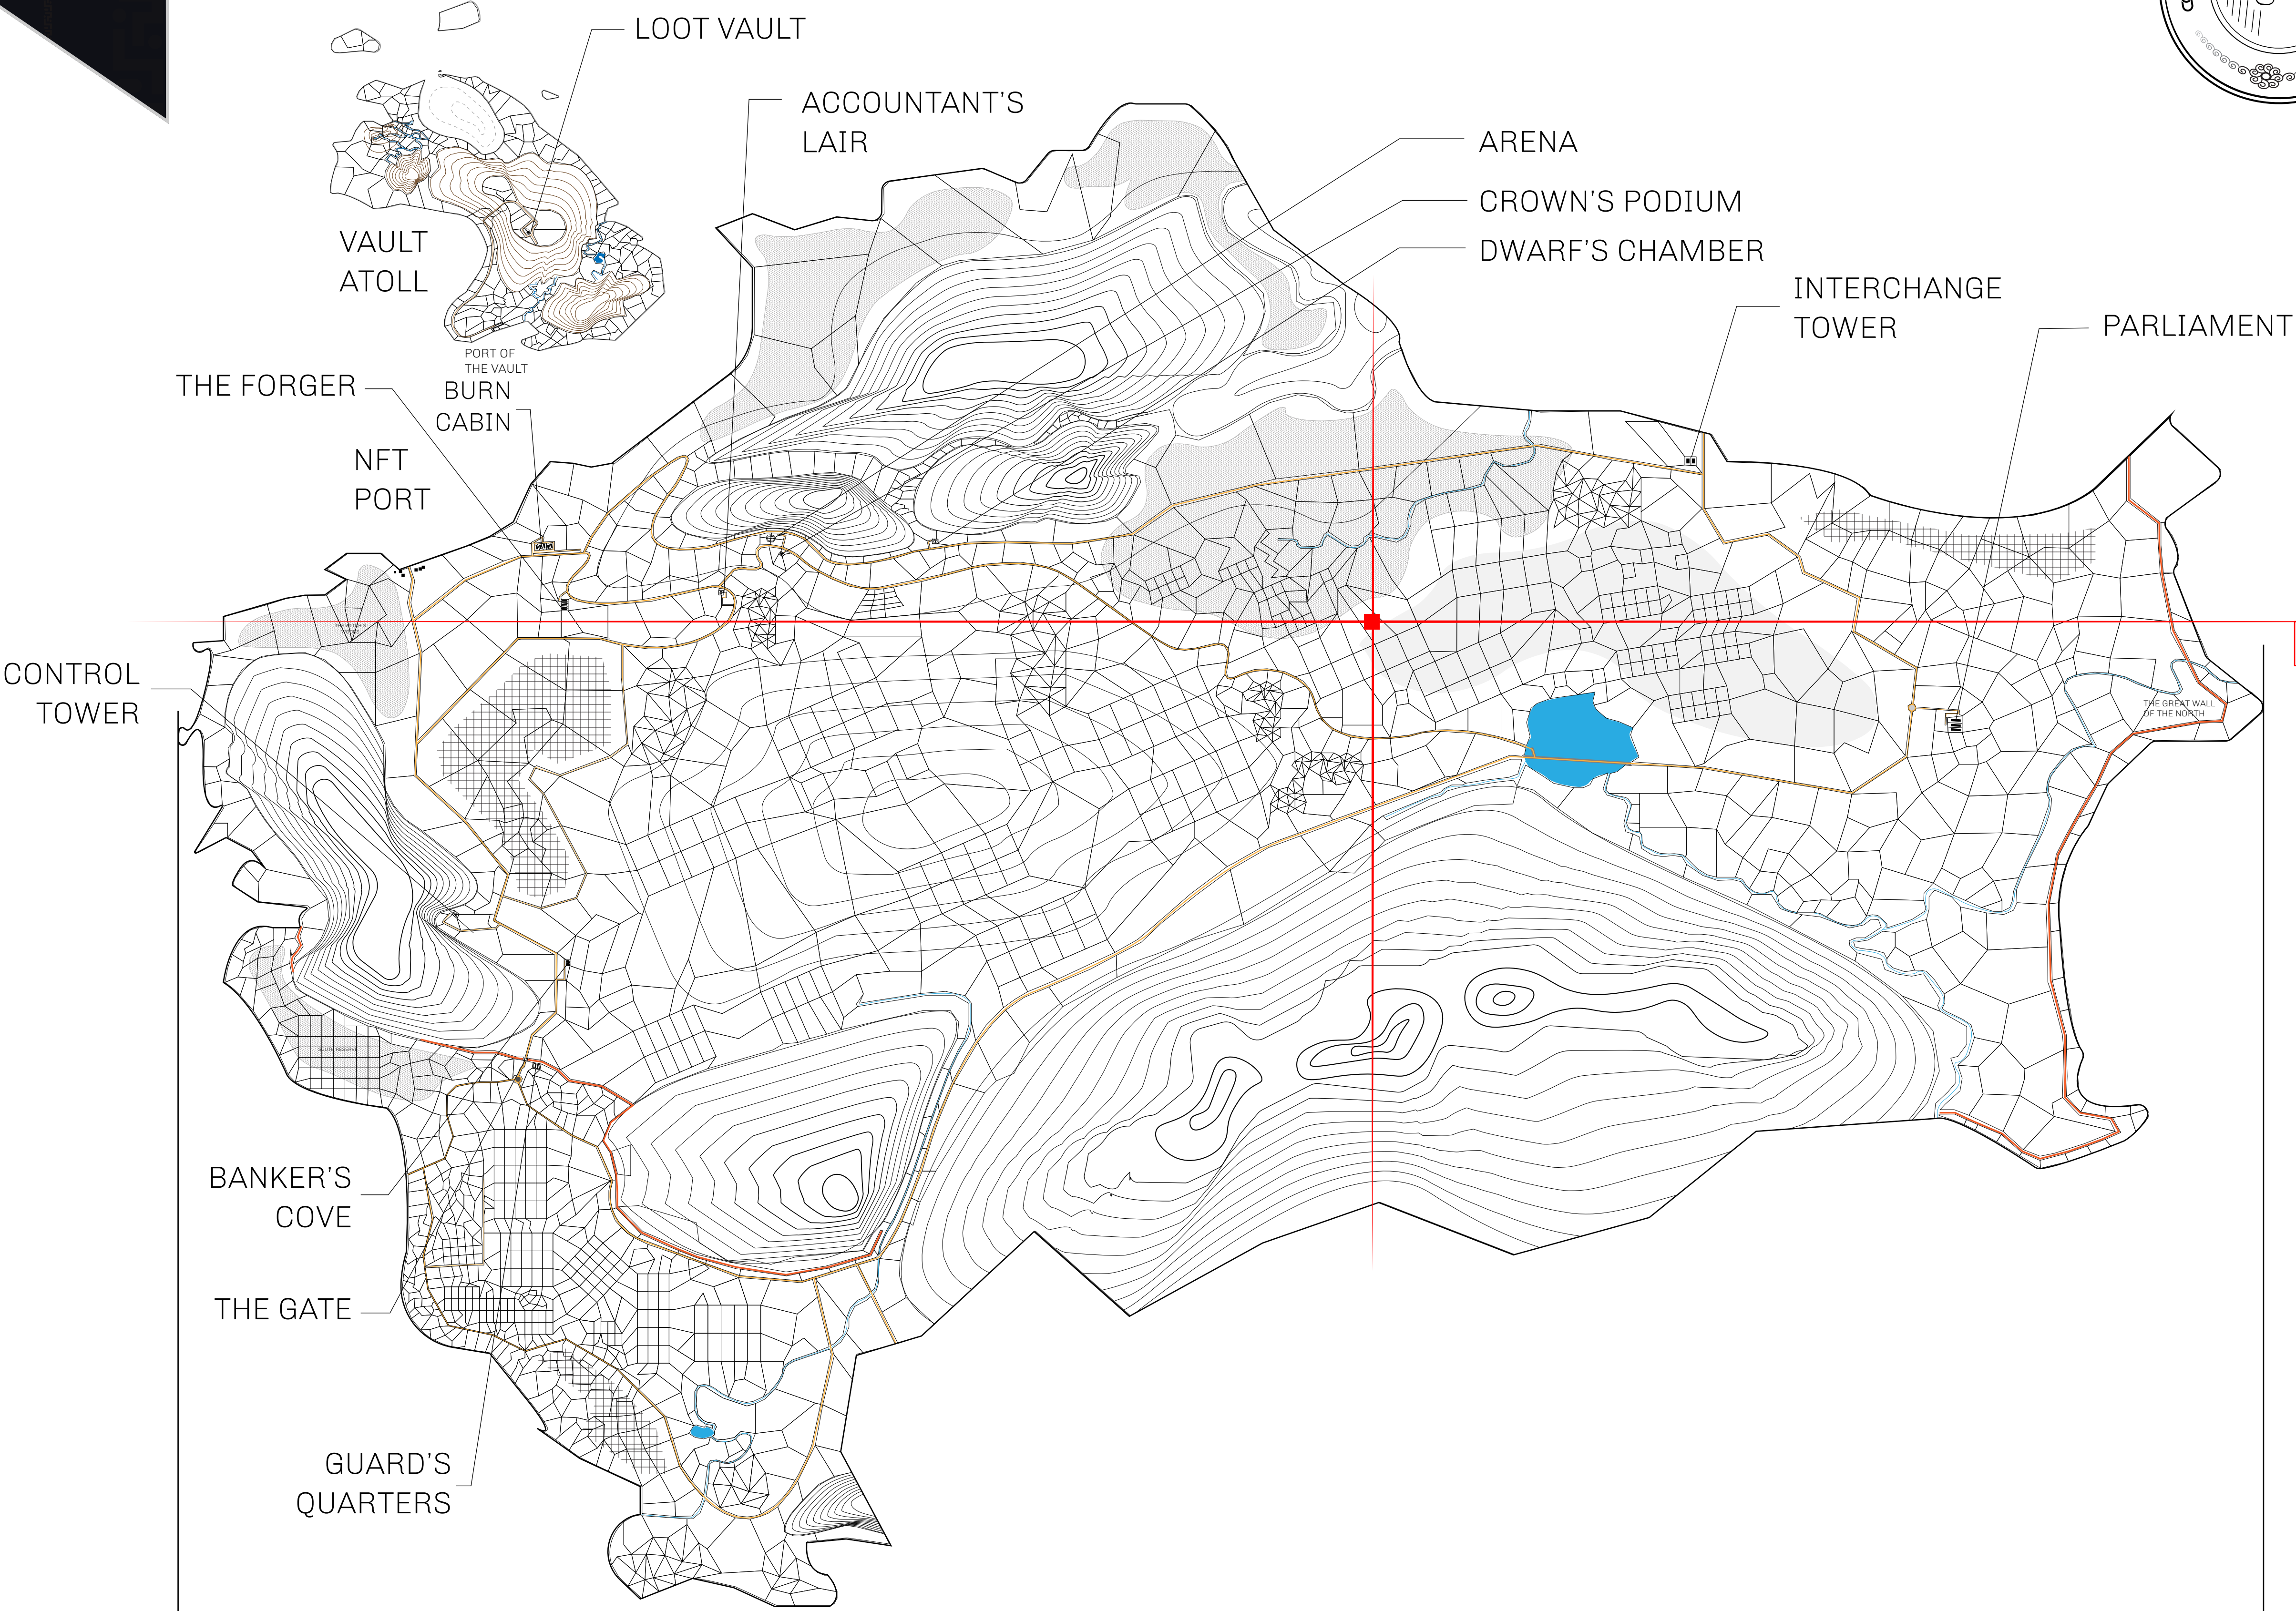 LOOT VAULT
ACCOUNTANT'S
LAIR
ARENA
CROWN'S PODIUM
DWARF'S CHAMBER
INTERCHANGE
TOWER
PARLIAMENT
VAULT
ATOLL
PORT OF
THE VAULT
THE FORGER
BURN
CABIN
NFT
PORT
CONTROL
TOWER
THE GREAT WALL
OF THE NORTH
SOUTH RESERVE
BANKER'S
COVE
THE GATE
GUARD'S
QUARTERS